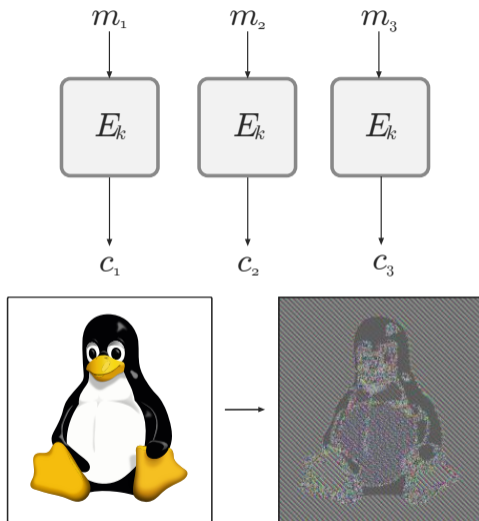 m₁ m₂ m₃
Eₖ Eₖ Eₖ
c₁ c₂ c₃